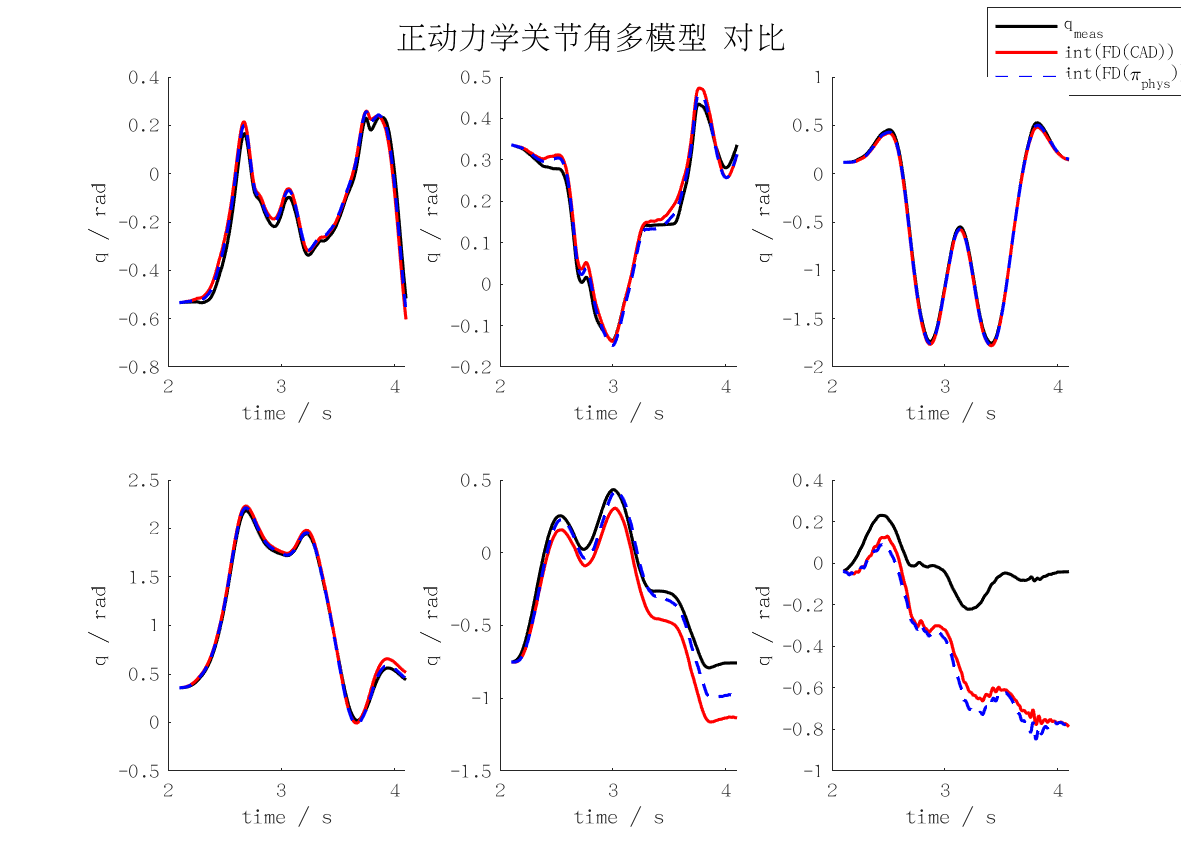 正动力学关节角多模型 对比
q_meas
int(FD(CAD))
int(FD(π_phys))
0.4
0.2
0
-0.2
-0.4
-0.6
-0.8
2 3 4
q / rad
time / s
0.5
0.4
0.3
0.2
0.1
0
-0.1
-0.2
2 3 4
q / rad
time / s
1
0.5
0
-0.5
-1
-1.5
-2
2 3 4
q / rad
time / s
2.5
2
1.5
1
0.5
0
-0.5
2 3 4
q / rad
time / s
0.5
0
-0.5
-1
-1.5
2 3 4
q / rad
time / s
0.4
0.2
0
-0.2
-0.4
-0.6
-0.8
-1
2 3 4
q / rad
time / s